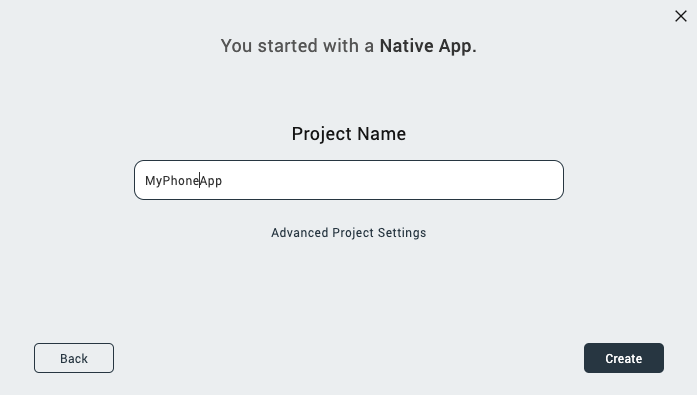 You started with a Native App.
Project Name
MyPhoneApp
Advanced Project Settings
Back
Create